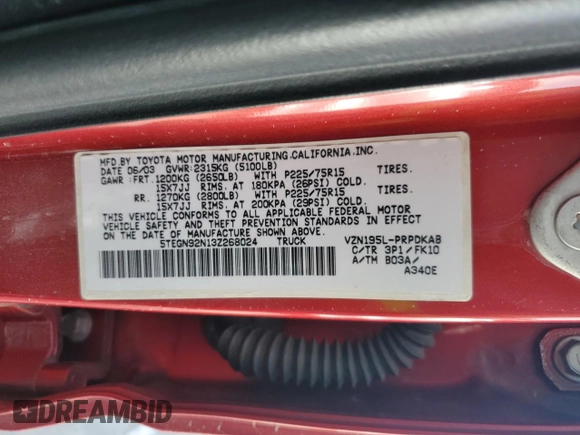 MFD.BY TOYOTA MOTOR MANUFACTURING,CALIFORNIA,INC.
DATE 06/03 GVWR:2315KG (5100LB)
GAWR : FRT.1200KG (2650LB) WITH P225/75R15 TIRES.
15X7JJ RIMS. AT 180KPA (26PSI) COLD.
RR. 1270KG (2800LB) WITH P225/75R15 TIRES.
15X7JJ RIMS. AT 200KPA (29PSI) COLD.
THIS VEHICLE CONFORMS TO ALL APPLICABLE FEDERAL MOTOR
VEHICLE SAFETY STANDARDS IN EFFECT ON THE
DATE OF MANUFACTURE SHOWN ABOVE.
5TEGN92N13Z268024 TRUCK VZN195L-PRPDKAB
C/TR 3P1/FK10
A/TM B03A/
A340E
DREAMBID